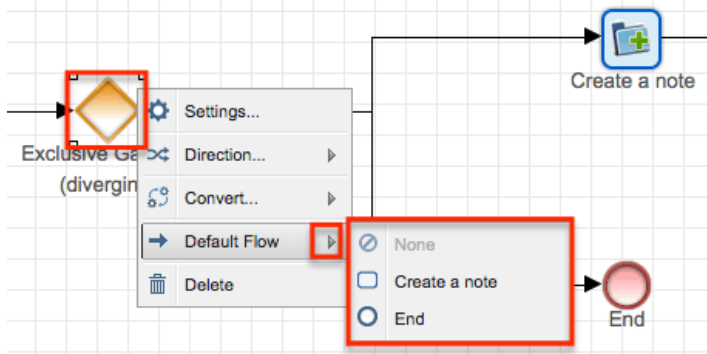 Create a note
Exclusive Ga
(divergin
Settings...
Direction...
Convert...
Default Flow
Delete
None
Create a note
End
End